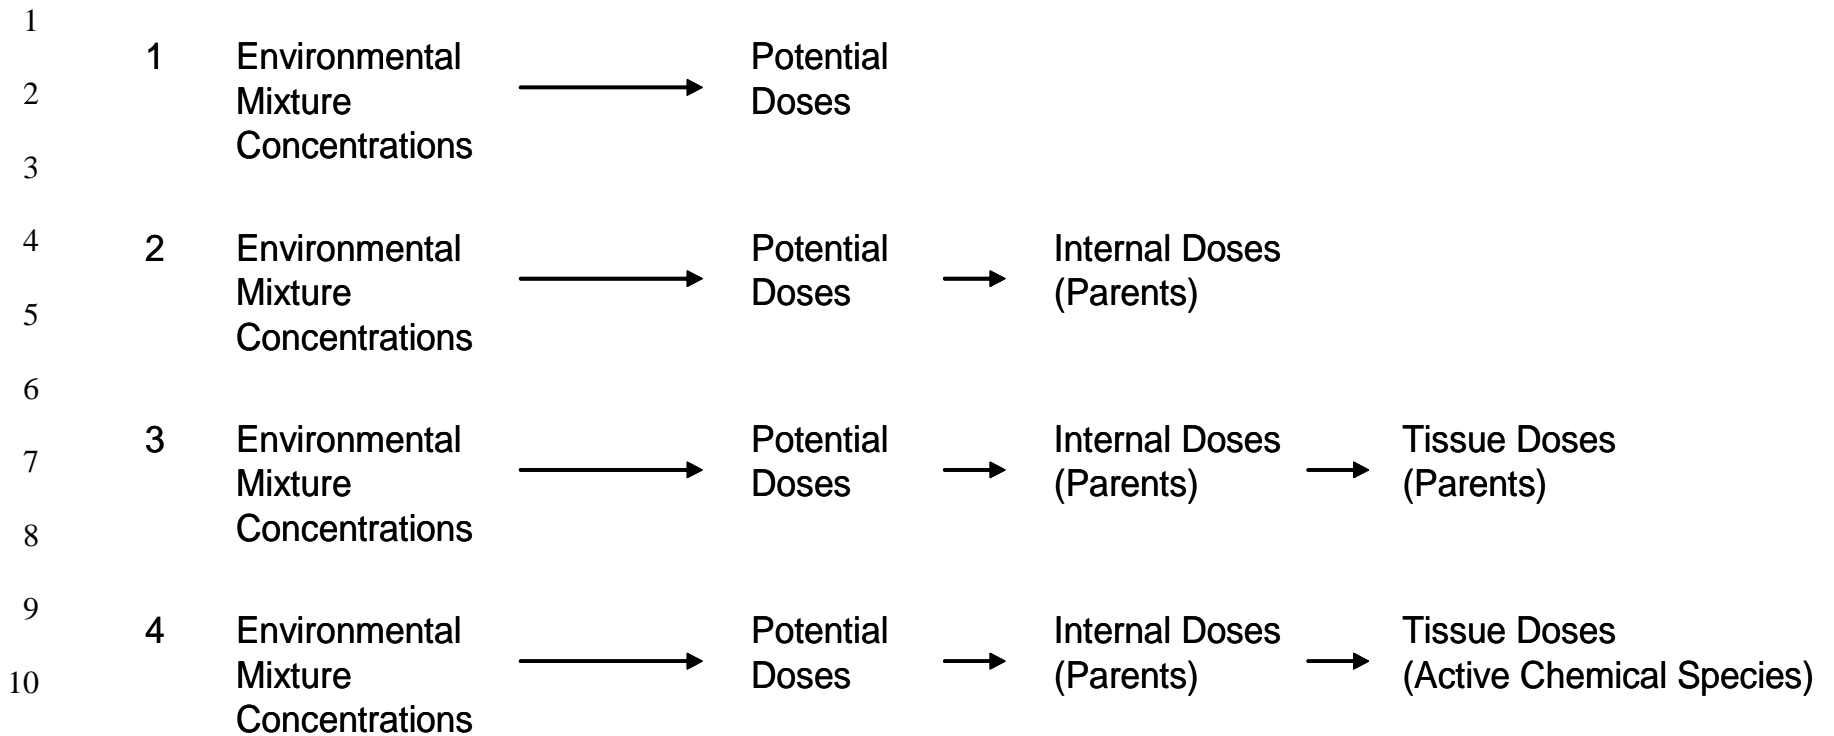 1
1 Environmental Potential
2 Mixture Doses
Concentrations
3
4 2 Environmental Potential Internal Doses
Mixture Doses (Parents)
5
Concentrations
6
3 Environmental Potential Internal Doses Tissue Doses
7 Mixture Doses (Parents) (Parents)
8 Concentrations
9
4 Environmental Potential Internal Doses Tissue Doses
10 Mixture Doses (Parents) (Active Chemical Species)
Concentrations